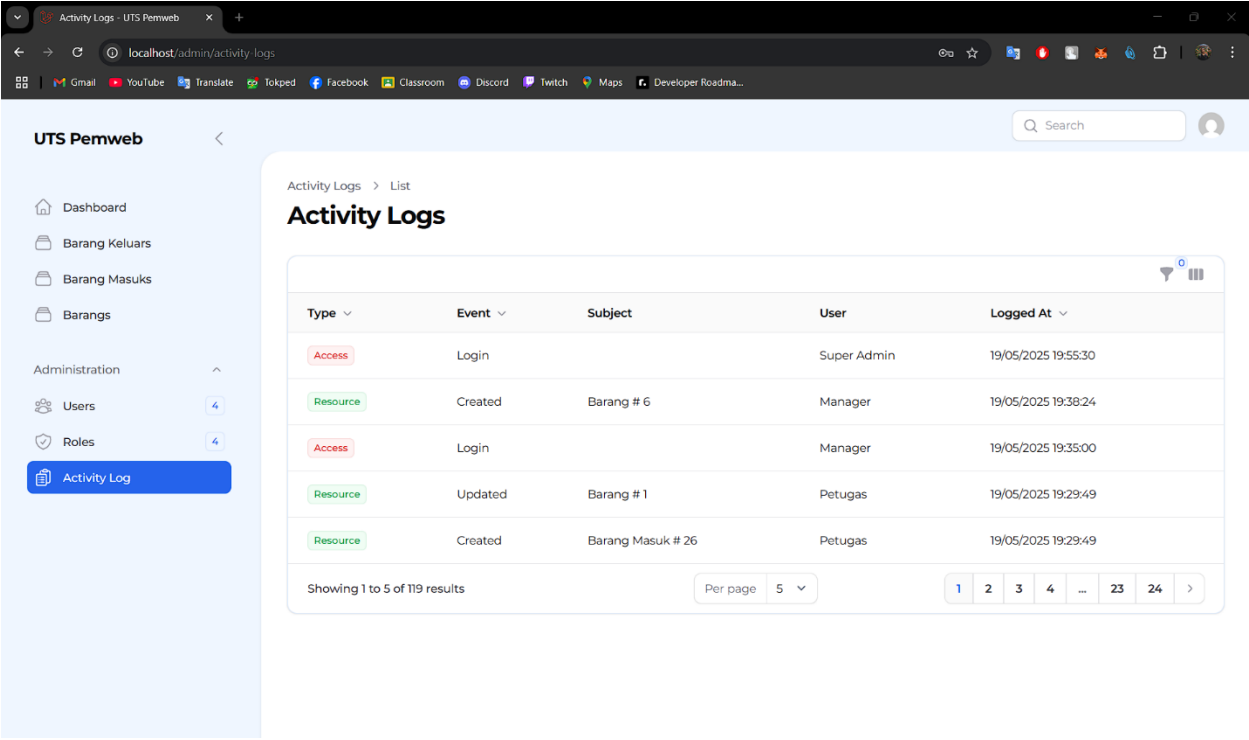 Activity Logs - UTS Pemweb
localhost/admin/activity-logs
Gmail YouTube Translate Tokped Facebook Classroom Discord Twitch Maps Developer Roadma...
UTS Pemweb
Search
Dashboard
Barang Keluars
Barang Masuks
Barangs
Administration
Users 4
Roles 4
Activity Log
Activity Logs > List
Activity Logs
0
Type Event Subject User Logged At
Access Login Super Admin 19/05/2025 19:55:30
Resource Created Barang # 6 Manager 19/05/2025 19:38:24
Access Login Manager 19/05/2025 19:35:00
Resource Updated Barang # 1 Petugas 19/05/2025 19:29:49
Resource Created Barang Masuk # 26 Petugas 19/05/2025 19:29:49
Showing 1 to 5 of 119 results Per page 5 1 2 3 4 ... 23 24